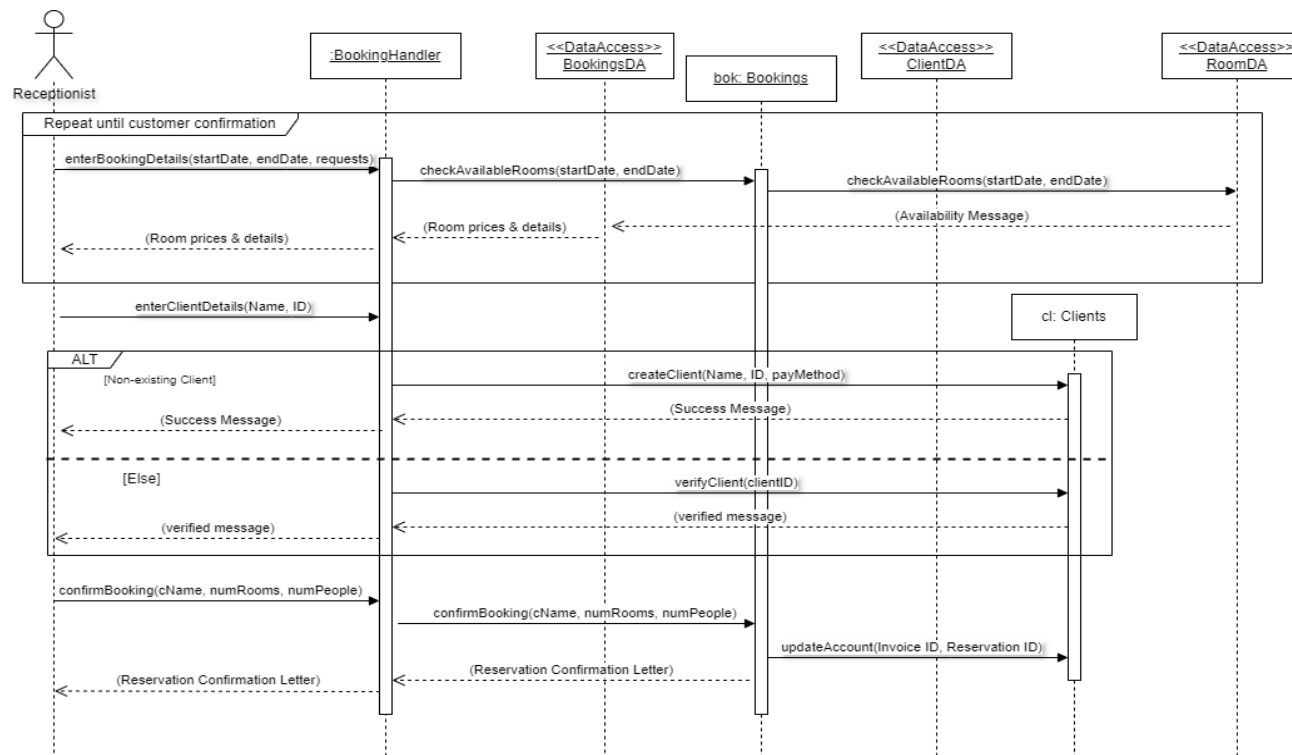 :BookingHandler
<<DataAccess>>
BookingsDA
bok: Bookings
<<DataAccess>>
ClientDA
<<DataAccess>>
RoomDA
Receptionist
Repeat until customer confirmation
enterBookingDetails(startDate, endDate, requests)
checkAvailableRooms(startDate, endDate)
checkAvailableRooms(startDate, endDate)
(Availability Message)
(Room prices & details)
(Room prices & details)
enterClientDetails(Name, ID)
cl: Clients
ALT
[Non-existing Client]
createClient(Name, ID, payMethod)
(Success Message)
(Success Message)
[Else]
verifyClient(clientID)
(verified message)
(verified message)
confirmBooking(cName, numRooms, numPeople)
confirmBooking(cName, numRooms, numPeople)
updateAccount(Invoice ID, Reservation ID)
(Reservation Confirmation Letter)
(Reservation Confirmation Letter)